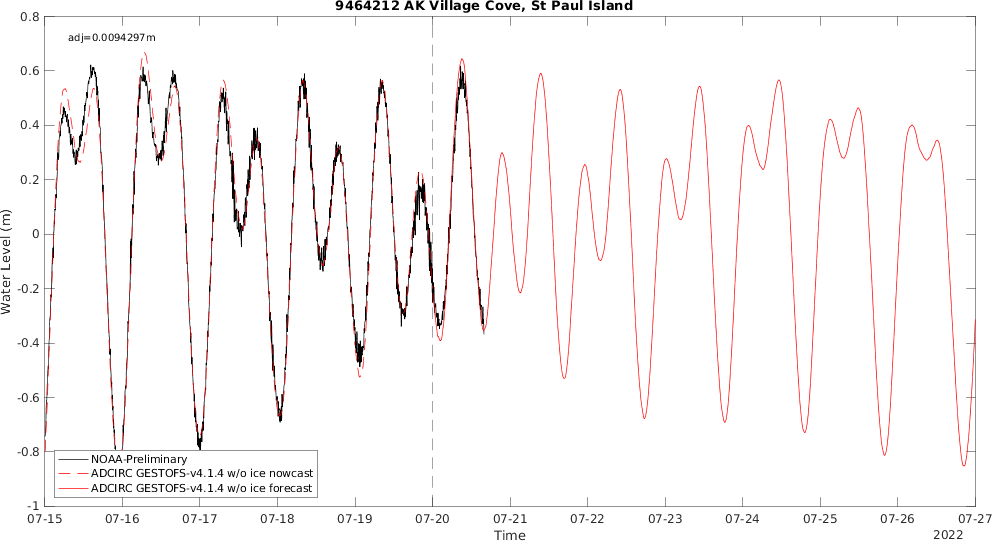 9464212 AK Village Cove, St Paul Island
0.8
adj=0.0094297m
0.6
0.4
0.2
0
-0.2
-0.4
-0.6
-0.8
-1
Water Level (m)
NOAA-Preliminary
ADCIRC GESTOFS-v4.1.4 w/o ice nowcast
ADCIRC GESTOFS-v4.1.4 w/o ice forecast
07-15 07-16 07-17 07-18 07-19 07-20 07-21 07-22 07-23 07-24 07-25 07-26 07-27
Time
2022